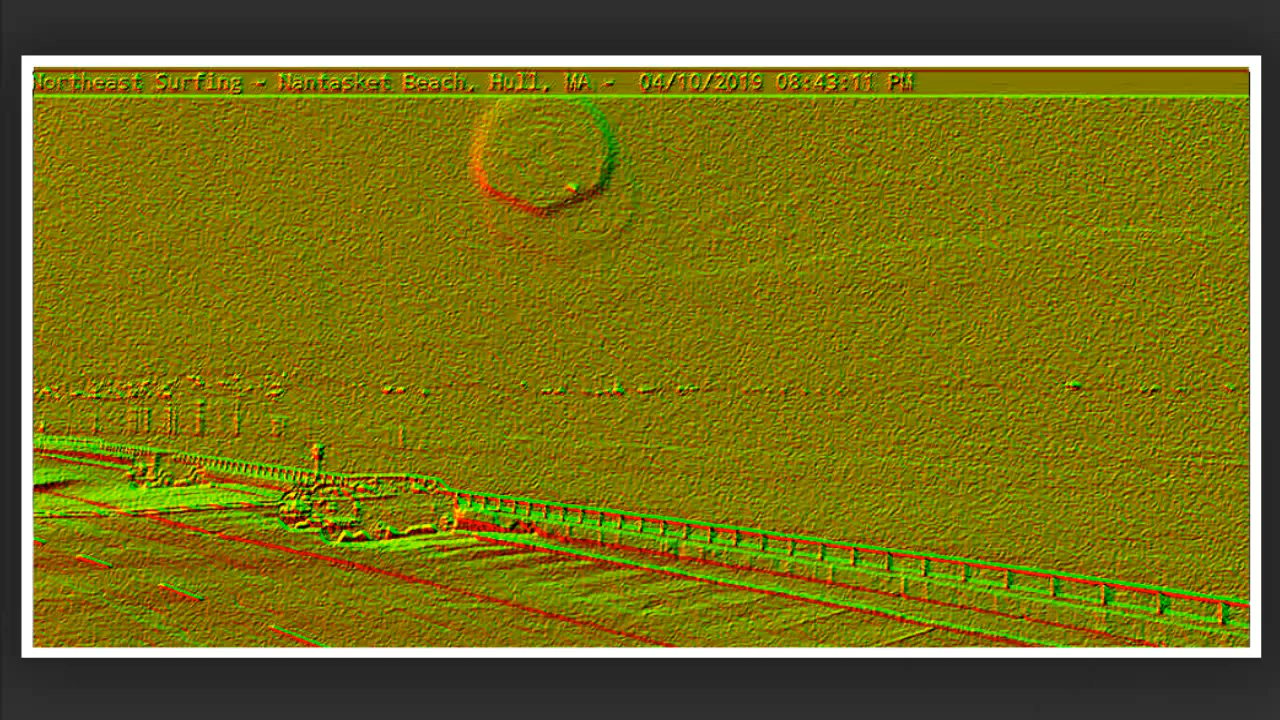 Northeast Surfing - Nantasket Beach, Hull, MA - 04/10/2019 08:43:11 PM